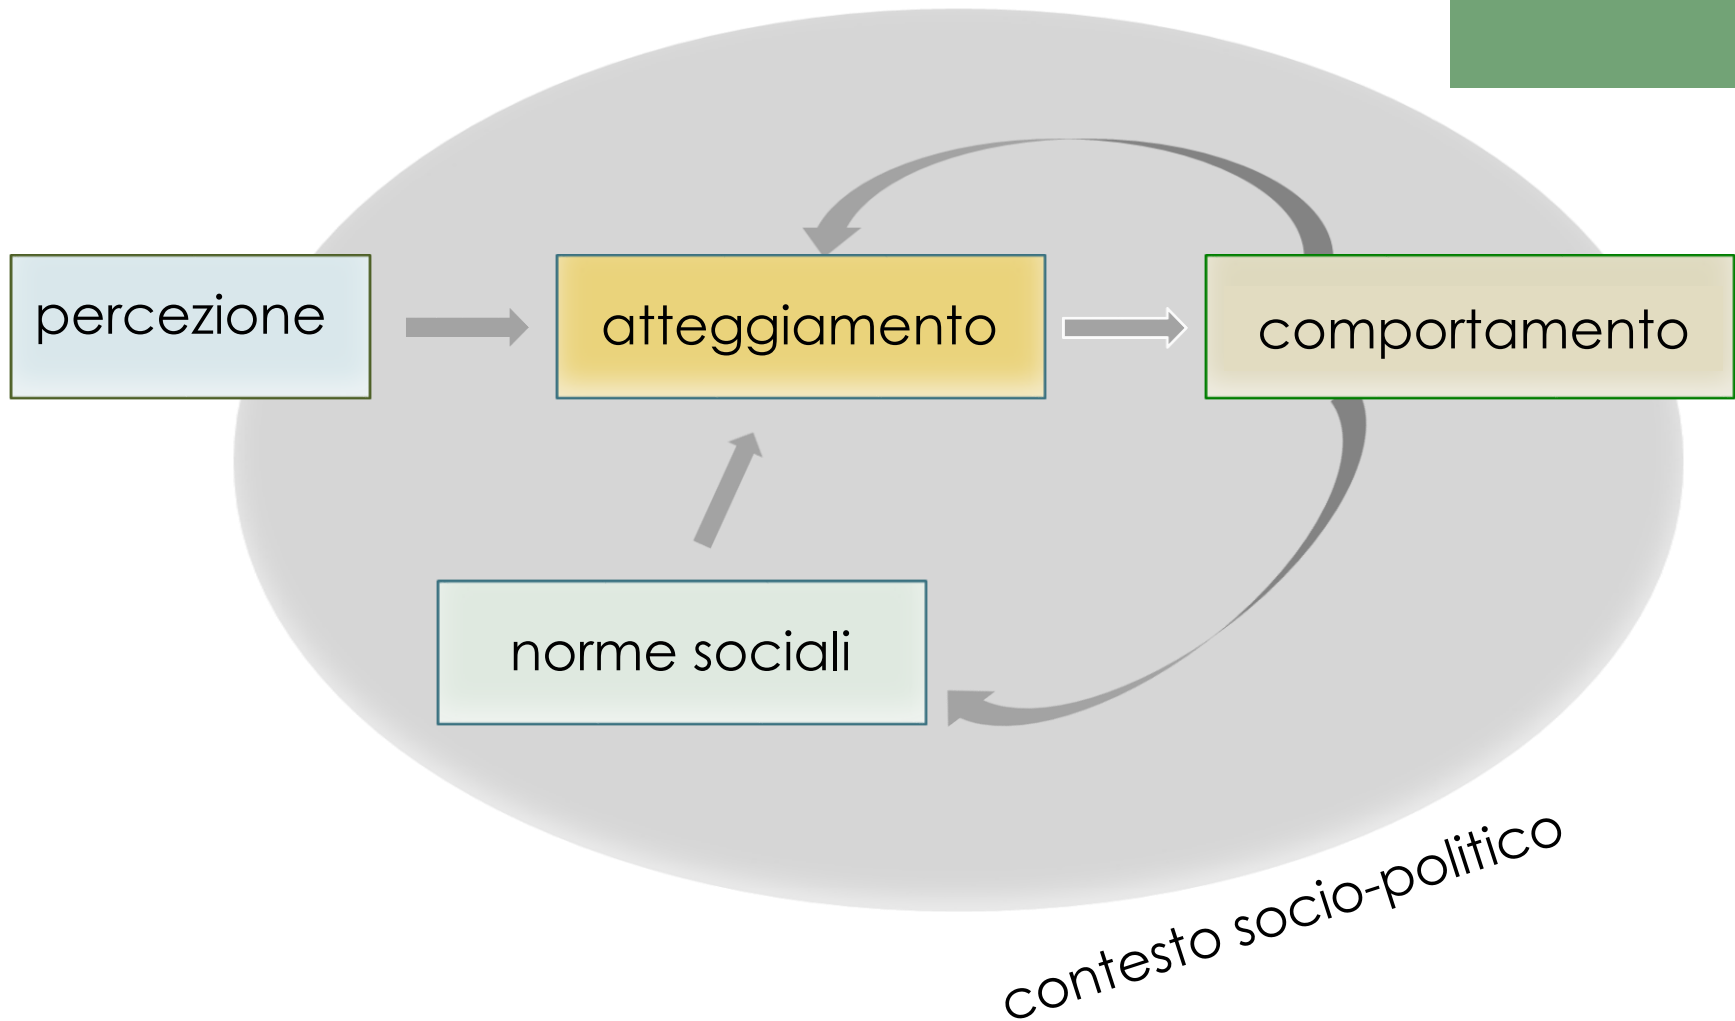 percezione
atteggiamento
comportamento
norme sociali
contesto socio-politico